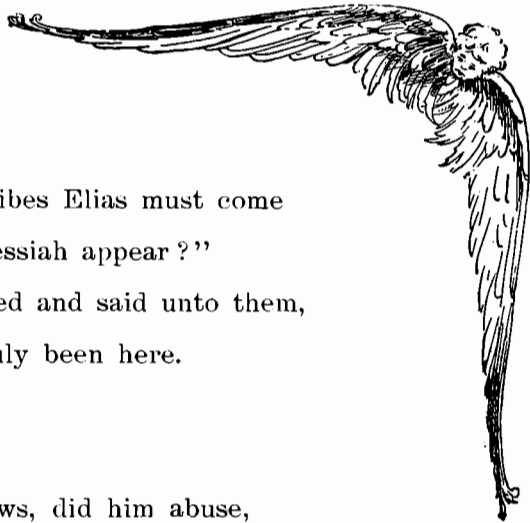 ibes Elias must come
essiah appear?"
ed and said unto them,
ly been here.
ws, did him abuse,